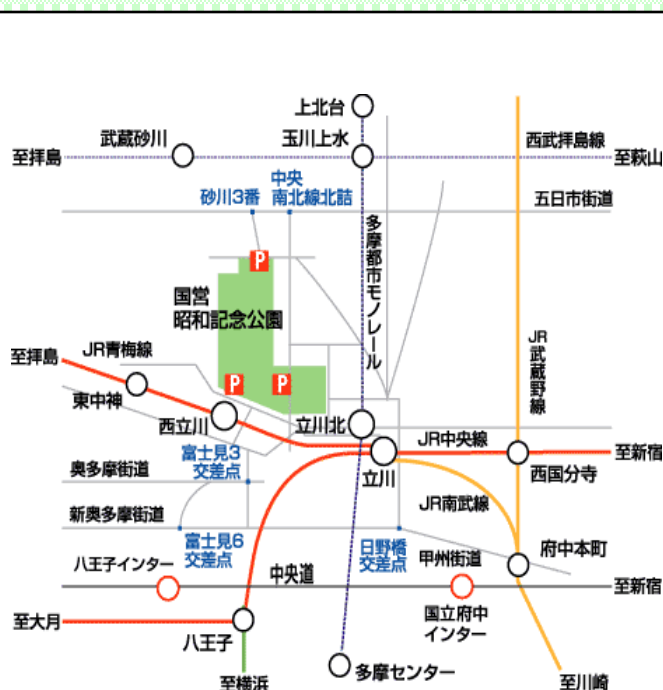 上北台
武蔵砂川
玉川上水
西武拝島線
至拝島
至萩山
中央
南北線北詰
砂川3番
五日市街道
多摩都市モノレール
P
国営
昭和記念公園
JR武蔵野線
至拝島
JR青梅線
P
P
東中神
西立川
立川北
JR中央線
至新宿
富士見3
交差点
立川
西国分寺
奥多摩街道
JR南武線
新奥多摩街道
富士見6
交差点
日野橋
交差点
甲州街道
府中本町
八王子インター
中央道
至新宿
国立府中
インター
至大月
八王子
多摩センター
至横浜
至川崎